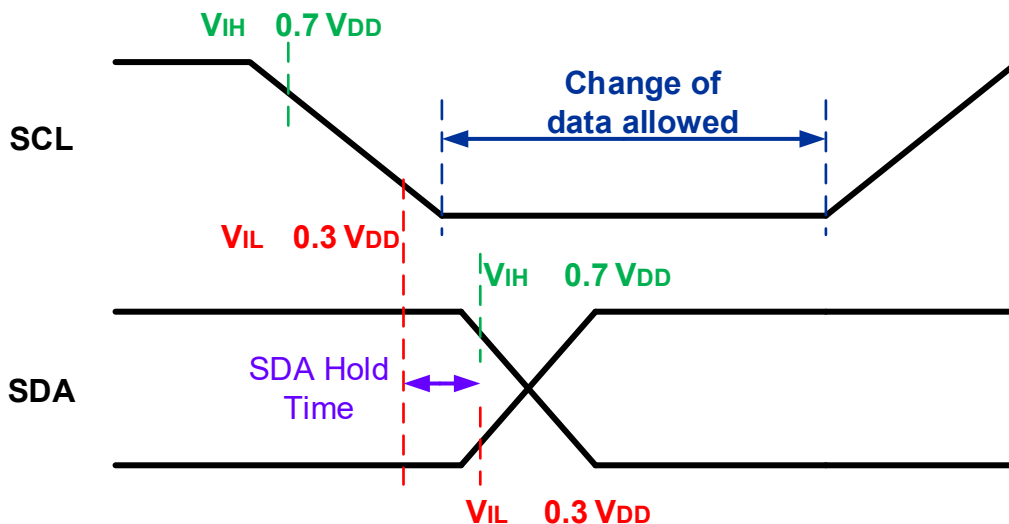 VIH 0.7 VDD
Change of
data allowed
SCL
VIL 0.3 VDD
VIH 0.7 VDD
SDA Hold
Time
SDA
VIL 0.3 VDD